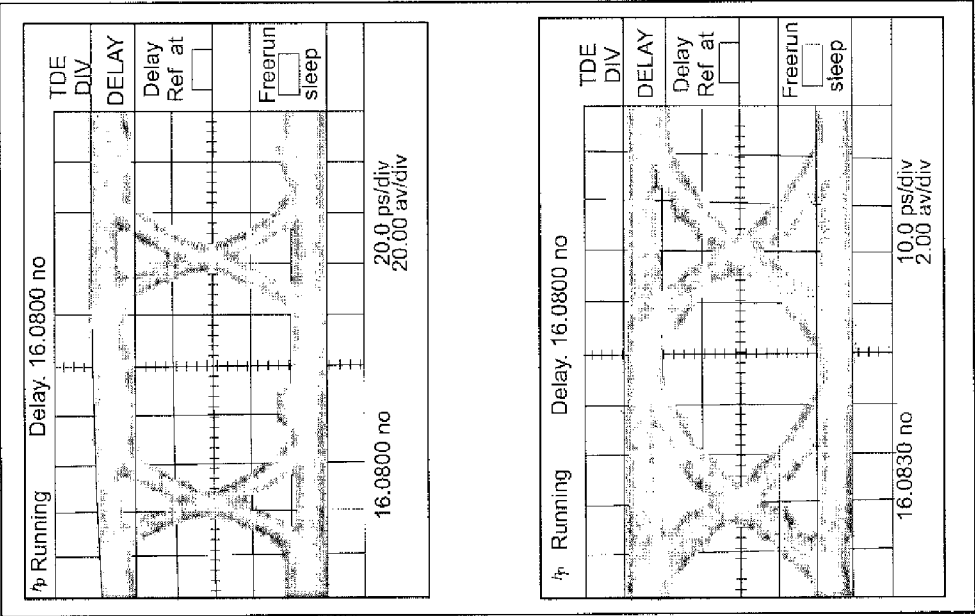 hp Running Delay. 16.0800 no
TDE
DIV
DELAY
Delay
Ref at
Freerun
sleep
16.0800 no
20.0 ps/div
20.00 av/div
hp Running Delay. 16.0800 no
TDE
DIV
DELAY
Delay
Ref at
Freerun
sleep
16.0830 no
10.0 ps/div
2.00 av/div